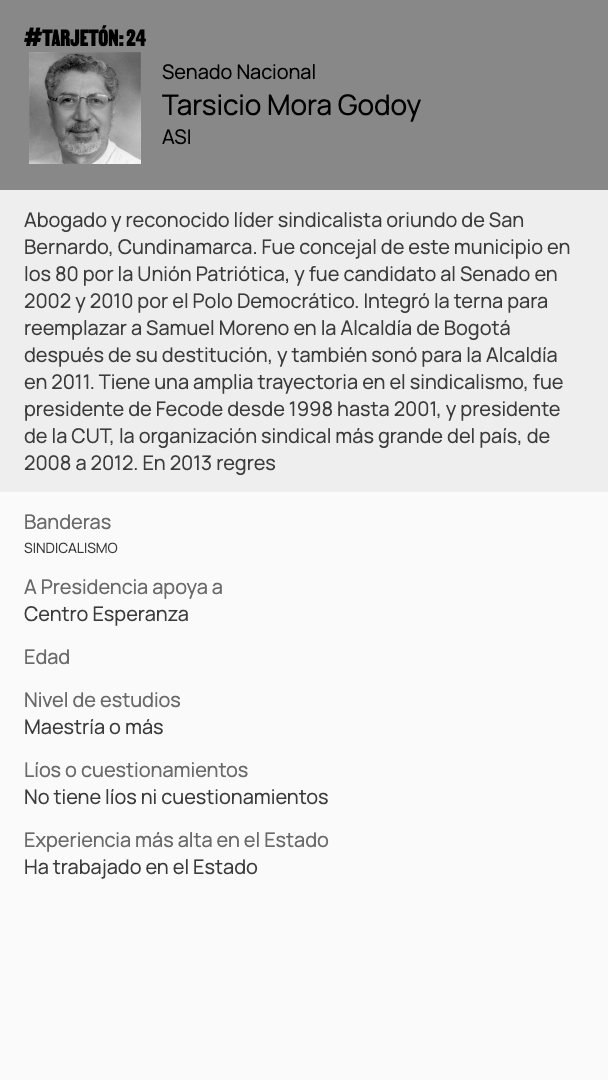 #TARJETÓN: 24
Senado Nacional
Tarsicio Mora Godoy
ASI
Abogado y reconocido líder sindicalista oriundo de San
Bernardo, Cundinamarca. Fue concejal de este municipio en
los 80 por la Unión Patriótica, y fue candidato al Senado en
2002 y 2010 por el Polo Democrático. Integró la terna para
reemplazar a Samuel Moreno en la Alcaldía de Bogotá
después de su destitución, y también sonó para la Alcaldía
en 2011. Tiene una amplia trayectoria en el sindicalismo, fue
presidente de Fecode desde 1998 hasta 2001, y presidente
de la CUT, la organización sindical más grande del país, de
2008 a 2012. En 2013 regres
Banderas
SINDICALISMO
A Presidencia apoya a
Centro Esperanza
Edad
Nivel de estudios
Maestría o más
Líos o cuestionamientos
No tiene líos ni cuestionamientos
Experiencia más alta en el Estado
Ha trabajado en el Estado